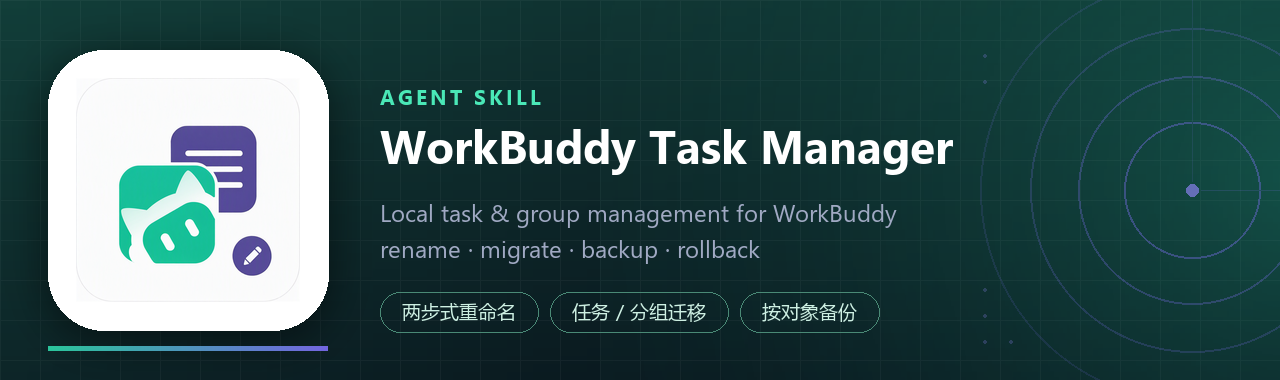 AGENT SKILL
WorkBuddy Task Manager
Local task & group management for WorkBuddy
rename · migrate · backup · rollback
两步式重命名
任务 / 分组迁移
按对象备份